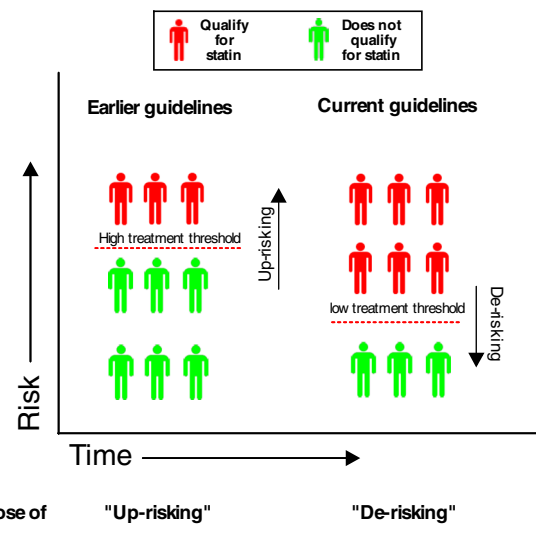 Qualify
for
statin
Does not
qualify
for statin
Earlier guidelines
Current guidelines
High treatment threshold
Up-risking
low treatment threshold
De-risking
Risk
Time
of
"Up-risking"
"De-risking"